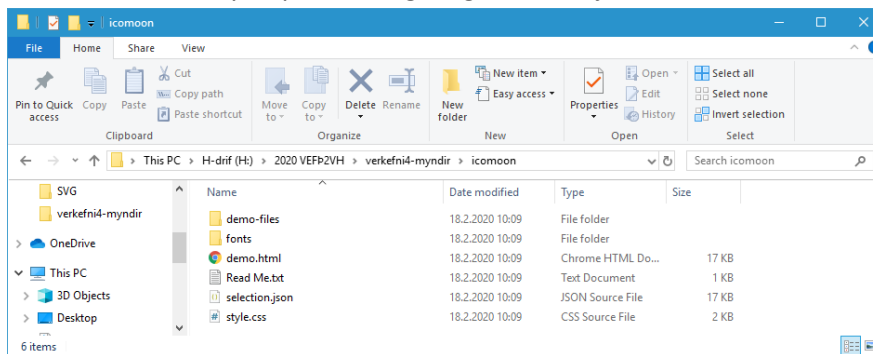 icomoon
File Home Share View
Pin to Quick access Copy Paste Cut Copy path Paste shortcut
Clipboard
Move to Copy to Delete Rename
Organize
New folder New item Easy access
New
Properties Open Edit History
Open
Select all Select none Invert selection
Select
This PC > H-drif (H:) > 2020 VEFÞ2VH > verkefni4-myndir > icomoon
Search icomoon
SVG
verkefni4-myndir
OneDrive
This PC
3D Objects
Desktop
Name Date modified Type Size
demo-files 18.2.2020 10:09 File folder
fonts 18.2.2020 10:09 File folder
demo.html 18.2.2020 10:09 Chrome HTML Do... 17 KB
Read Me.txt 18.2.2020 10:09 Text Document 1 KB
selection.json 18.2.2020 10:09 JSON Source File 17 KB
style.css 18.2.2020 10:09 CSS Source File 2 KB
6 items